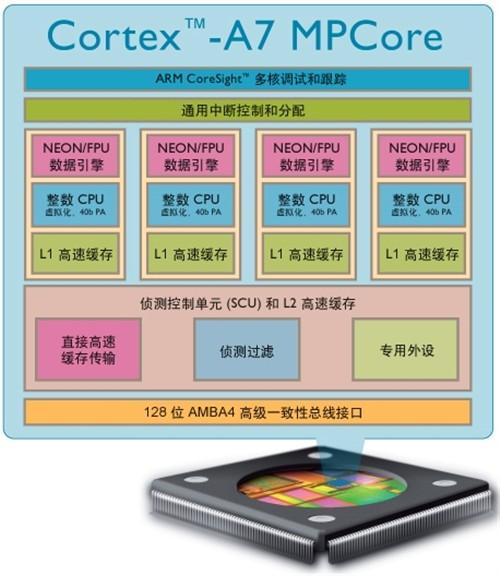 Cortex™-A7 MPCore
ARM CoreSight™ 多核调试和跟踪
通用中断控制和分配
NEON/FPU
数据引擎
整数 CPU
虚拟化、40b PA
L1 高速缓存
NEON/FPU
数据引擎
整数 CPU
虚拟化、40b PA
L1 高速缓存
NEON/FPU
数据引擎
整数 CPU
虚拟化、40b PA
L1 高速缓存
NEON/FPU
数据引擎
整数 CPU
虚拟化、40b PA
L1 高速缓存
侦测控制单元 (SCU) 和 L2 高速缓存
直接高速
缓存传输
侦测过滤
专用外设
128 位 AMBA4 高级一致性总线接口